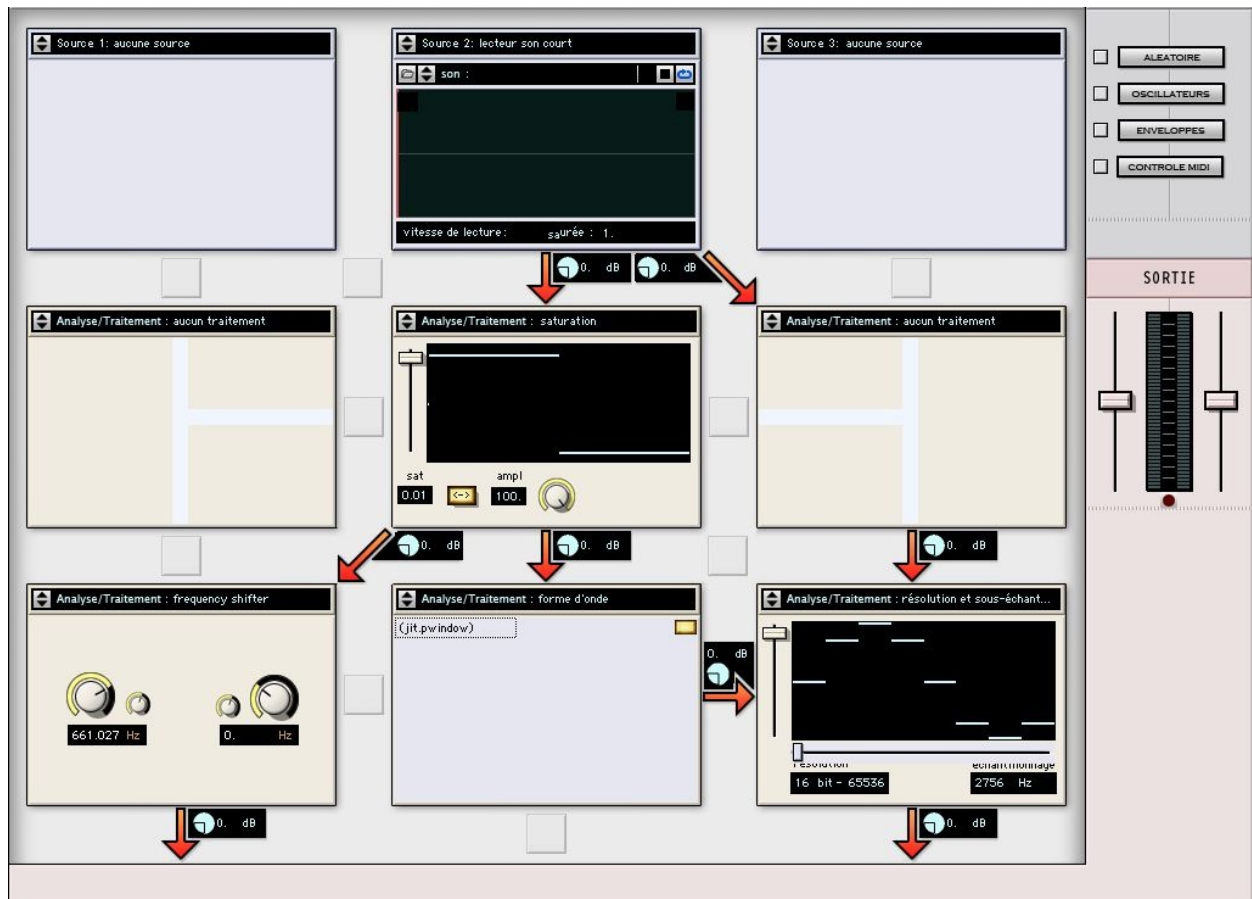 Source 1: aucune source
Source 2: lecteur son court
Source 3: aucune source
son :
vitesse de lecture:
saurée : 1.
ALEATOIRE
OSCILLATEURS
ENVELOPPES
CONTROLE MIDI
SORTIE
0. dB
0. dB
Analyse/Traitement : aucun traitement
Analyse/Traitement : saturation
Analyse/Traitement : aucun traitement
sat
ampl
0.01
<->
100.
0. dB
0. dB
0. dB
Analyse/Traitement : frequency shifter
Analyse/Traitement : forme d'onde
Analyse/Traitement : résolution et sous-échant...
(jit.pwindow)
0. dB
661.027 Hz
0. Hz
résolution
échantillonnage
16 bit - 65536
2756 Hz
0. dB
0. dB